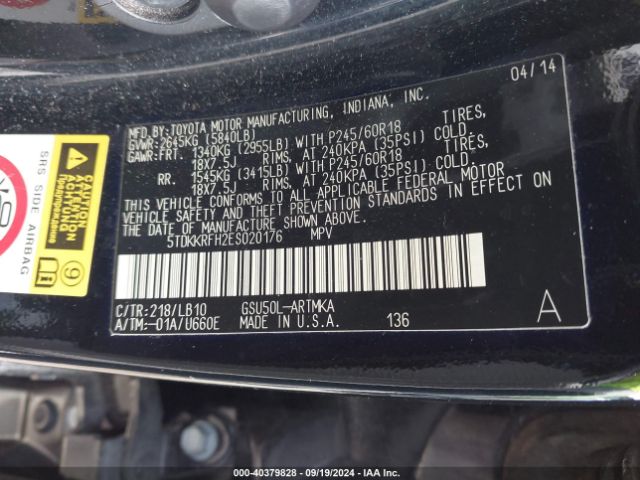 04/14
MFD. BY: TOYOTA MOTOR MANUFACTURING, INDIANA, INC.
GVWR: 2645KG (5840LB)
GAWR: FRT. 1340KG (2955LB) WITH P245/60R18 TIRES,
18X7.5J RIMS, AT 240KPA (35PSI) COLD.
RR. 1545KG (3415LB) WITH P245/60R18 TIRES,
18X7.5J RIMS, AT 240KPA (35PSI) COLD.
THIS VEHICLE CONFORMS TO ALL APPLICABLE FEDERAL MOTOR
VEHICLE SAFETY AND THEFT PREVENTION STANDARDS IN EFFECT ON
THE DATE OF MANUFACTURE SHOWN ABOVE.
5TDKKRFH2ES020176 MPV
C/TR:218/LB10 GSU50L-ARTMKA
A/TM:-01A/U660E MADE IN U.S.A. 136
A
SRS SIDE AIRBAG
9
000-40379828 - 09/19/2024 - IAA Inc.